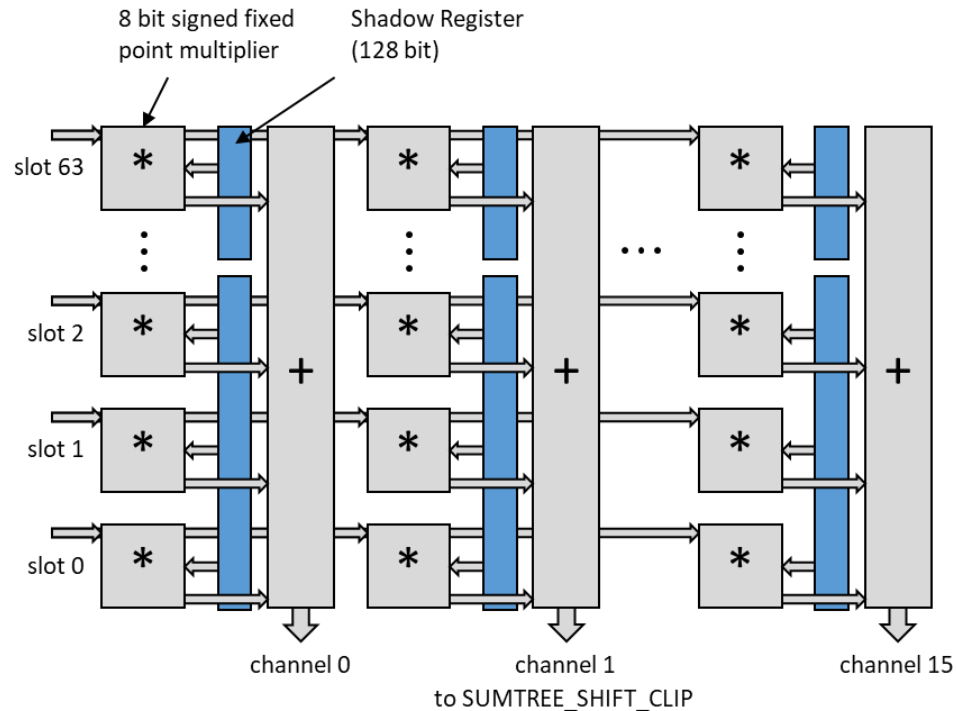 8 bit signed fixed
point multiplier
Shadow Register
(128 bit)
slot 63
* * *
slot 2
* * *
+ + +
slot 1
* * *
slot 0
* * *
channel 0
channel 1
channel 15
to SUMTREE_SHIFT_CLIP